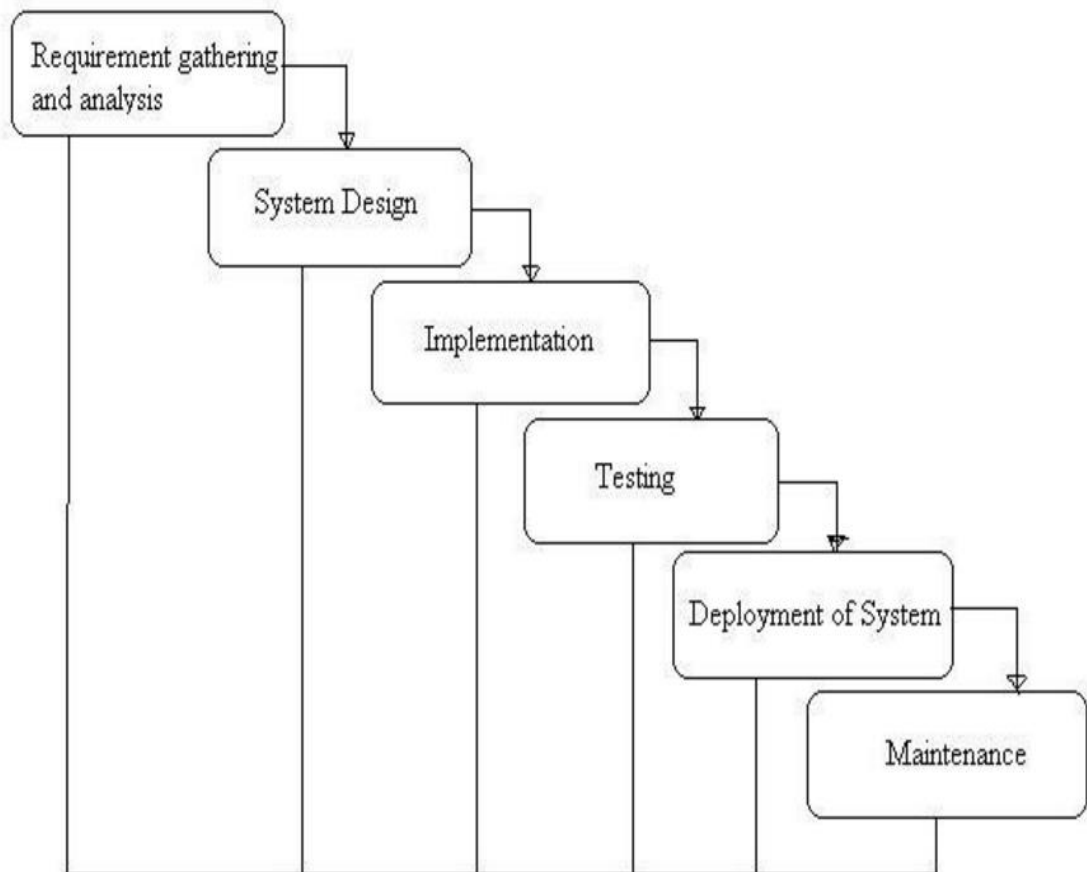 Requirement gathering
and analysis
System Design
Implementation
Testing
Deployment of System
Maintenance